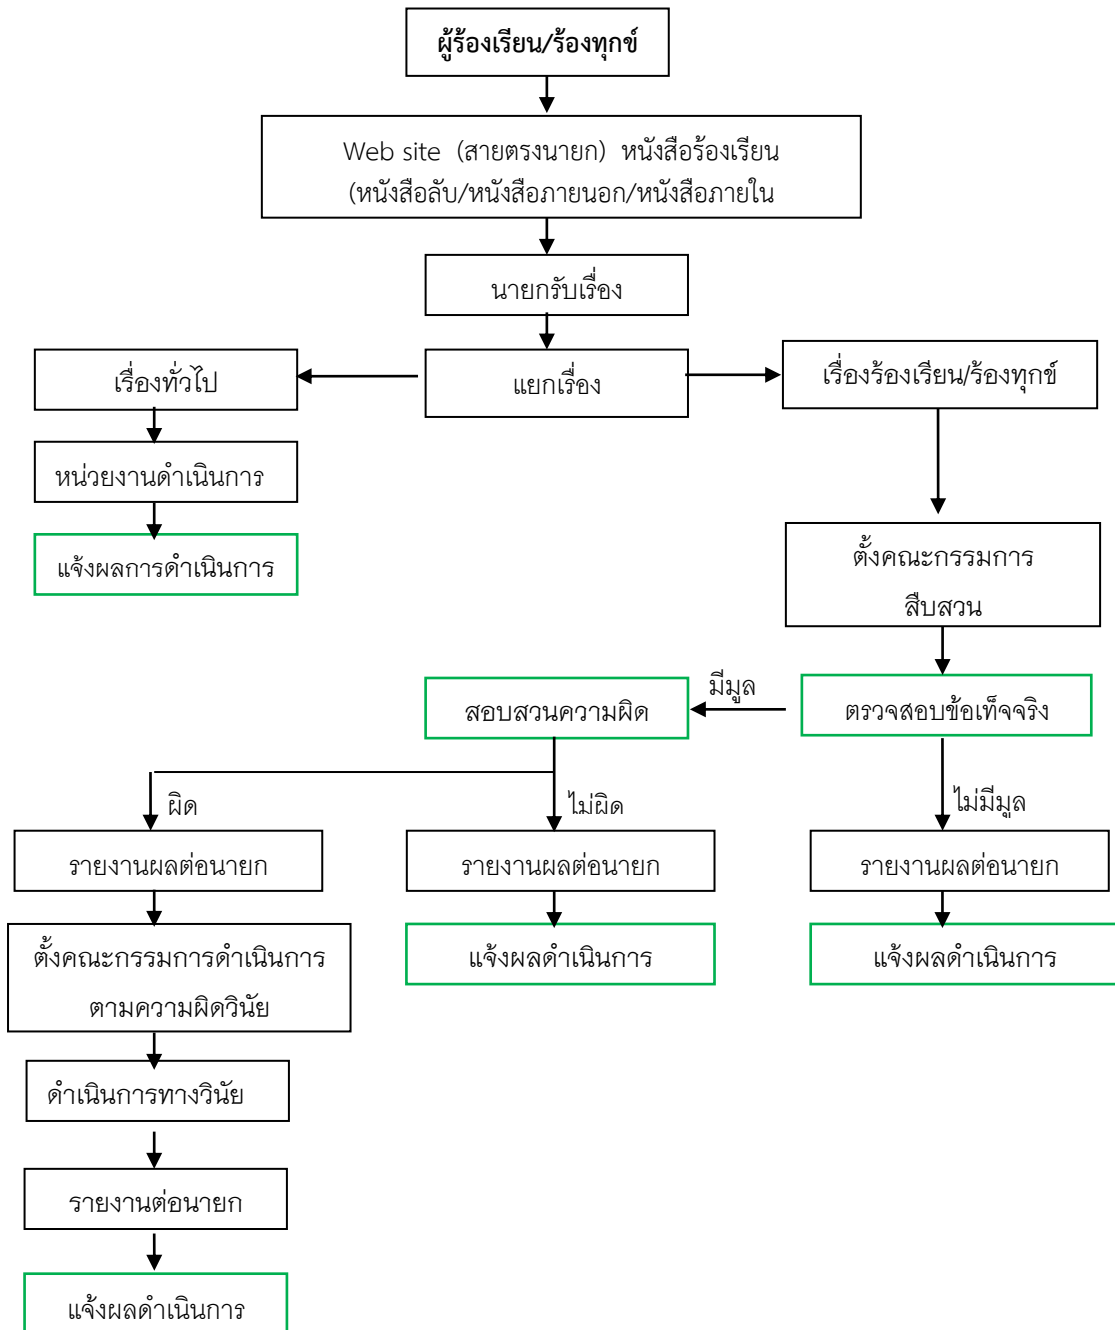 ผู้ร้องเรียน/ร้องทุกข์
Web site (สายตรงนายก) หนังสือร้องเรียน
(หนังสือลับ/หนังสือภายนอก/หนังสือภายใน
นายกรับเรื่อง
เรื่องทั่วไป
แยกเรื่อง
เรื่องร้องเรียน/ร้องทุกข์
หน่วยงานดำเนินการ
แจ้งผลการดำเนินการ
ตั้งคณะกรรมการ
สืบสวน
สอบสวนความผิด
มีมูล
ตรวจสอบข้อเท็จจริง
ผิด
ไม่ผิด
ไม่มีมูล
รายงานผลต่อนายก
รายงานผลต่อนายก
รายงานผลต่อนายก
ตั้งคณะกรรมการดำเนินการ
ตามความผิดวินัย
แจ้งผลดำเนินการ
แจ้งผลดำเนินการ
ดำเนินการทางวินัย
รายงานต่อนายก
แจ้งผลดำเนินการ